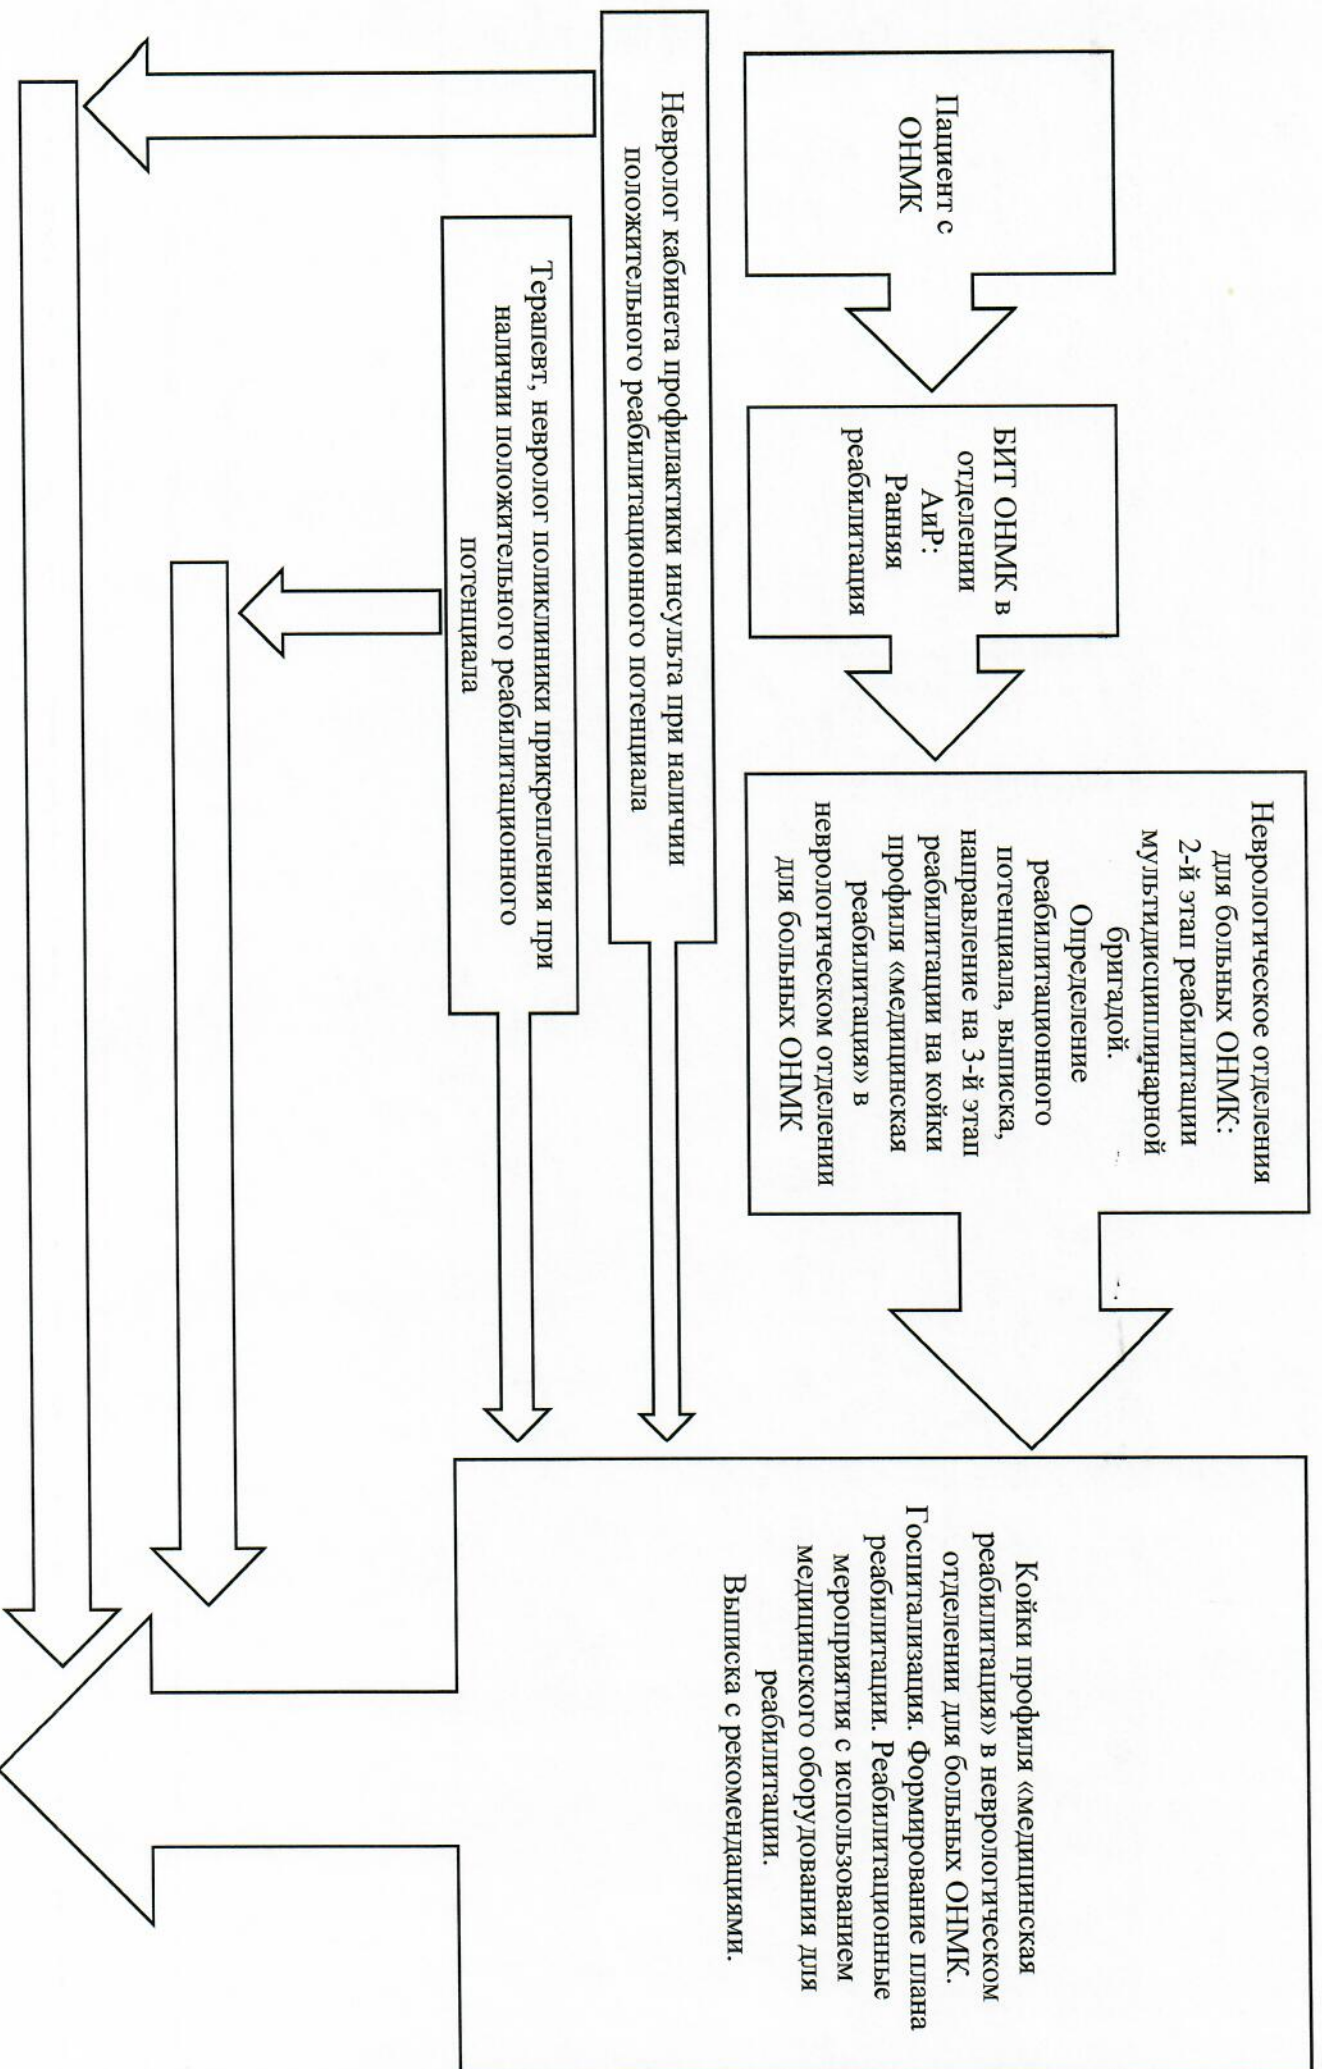 Пациент с
ОНМК
БИТ ОНМК в
отделении
АиР:
Ранняя
реабилитация
Неврологическое отделения
для больных ОНМК:
2-й этап реабилитации
мультидисциплинарной
бригадой.
Определение
реабилитационного
потенциала, выписка,
направление на 3-й этап
реабилитации на койки
профиля «медицинская
реабилитация» в
неврологическом отделении
для больных ОНМК
Койки профиля «медицинская
реабилитация» в неврологическом
отделении для больных ОНМК.
Госпитализация. Формирование плана
реабилитации. Реабилитационные
мероприятия с использованием
медицинского оборудования для
реабилитации.
Выписка с рекомендациями.
Невролог кабинета профилактики инсульта при наличии
положительного реабилитационного потенциала
Терапевт, невролог поликлиники прикрепления при
наличии положительного реабилитационного
потенциала